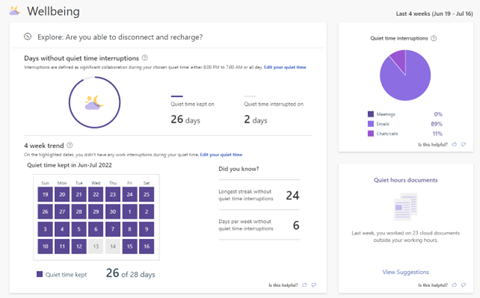 Wellbeing
Last 4 weeks (Jun 19 - Jul 16)
Explore: Are you able to disconnect and recharge?
Days without quiet time interruptions
Interruptions are defined as significant collaboration during your chosen quiet time: either 6:00 PM to 7:00 AM or all day. Edit your quiet time
Quiet time kept on
26 days
Quiet time interrupted on
2 days
4 week trend
On the highlighted dates, you didn't have any work interruptions during your quiet time. Edit your quiet time
Quiet time kept in Jun-Jul 2022
Sun Mon Tue Wed Thu Fri Sat
19 20 21 22 23 24 25
26 27 28 29 30 1 2
3 4 5 6 7 8 9
10 11 12 13 14 15 16
Quiet time kept 26 of 28 days
Did you know?
Longest streak without
quiet time interruptions
24
Days per week without
quiet time interruptions
6
Is this helpful?
Quiet time interruptions
Meetings 0%
Emails 89%
Chats/calls 11%
Is this helpful?
Quiet hours documents
Last week, you worked on 23 cloud documents
outside your working hours.
View Suggestions
Is this helpful?